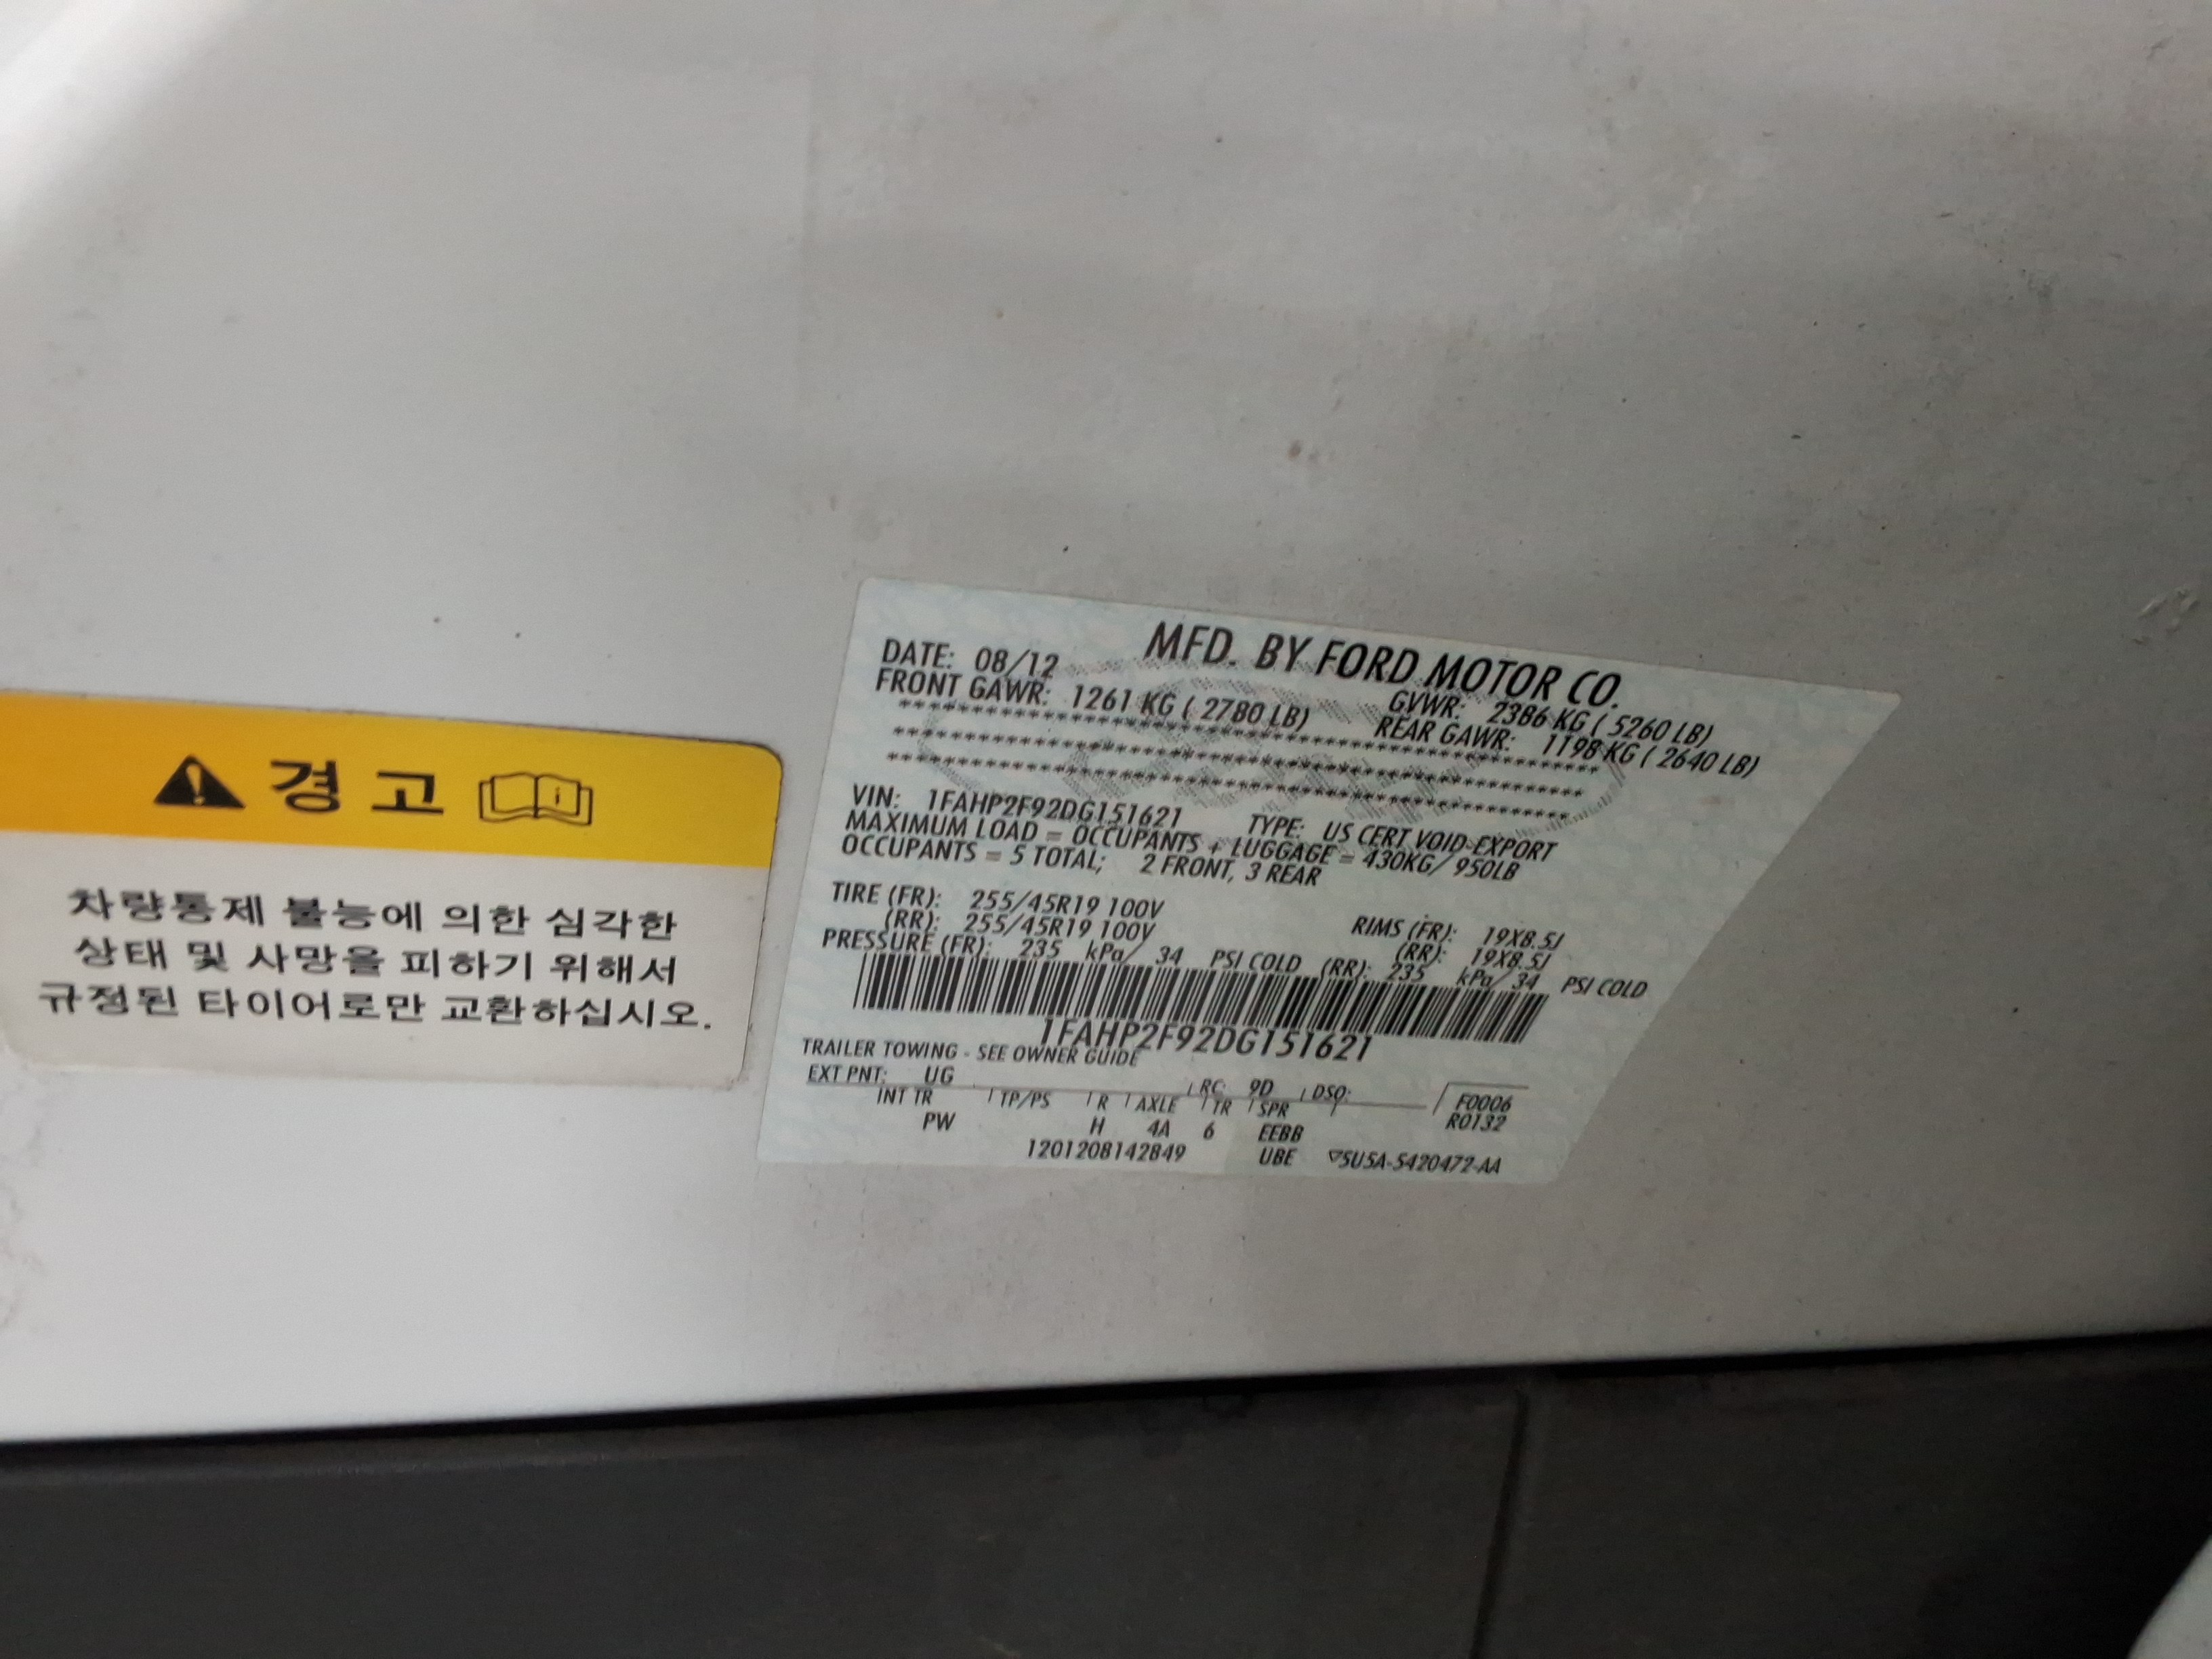 경고
차량통제 불능에 의한 심각한
상태 및 사망을 피하기 위해서
규정된 타이어로만 교환하십시오.
MFD. BY FORD MOTOR CO.
DATE: 08/12 GVWR: 2386 KG ( 5260 LB)
FRONT GAWR: 1261 KG ( 2780 LB) REAR GAWR: 1198 KG ( 2640 LB)
VIN: 1FAHP2F92DG151621 TYPE: US CERT VOID-EXPORT
MAXIMUM LOAD = OCCUPANTS + LUGGAGE = 430KG/ 950LB
OCCUPANTS = 5 TOTAL; 2 FRONT, 3 REAR
TIRE (FR): 255/45R19 100V RIMS (FR): 19X8.5J
(RR): 255/45R19 100V (RR): 19X8.5J
PRESSURE (FR): 235 kPa/ 34 PSI COLD (RR): 235 kPa/ 34 PSI COLD
1FAHP2F92DG151621
TRAILER TOWING - SEE OWNER GUIDE
EXT PNT: UG RC: 9D DSO: F0006
INT TR TP/PS R AXLE TR SPR R0132
PW H 4A 6 EEBB
1201208142849 UBE ▽5U5A-5420472-AA